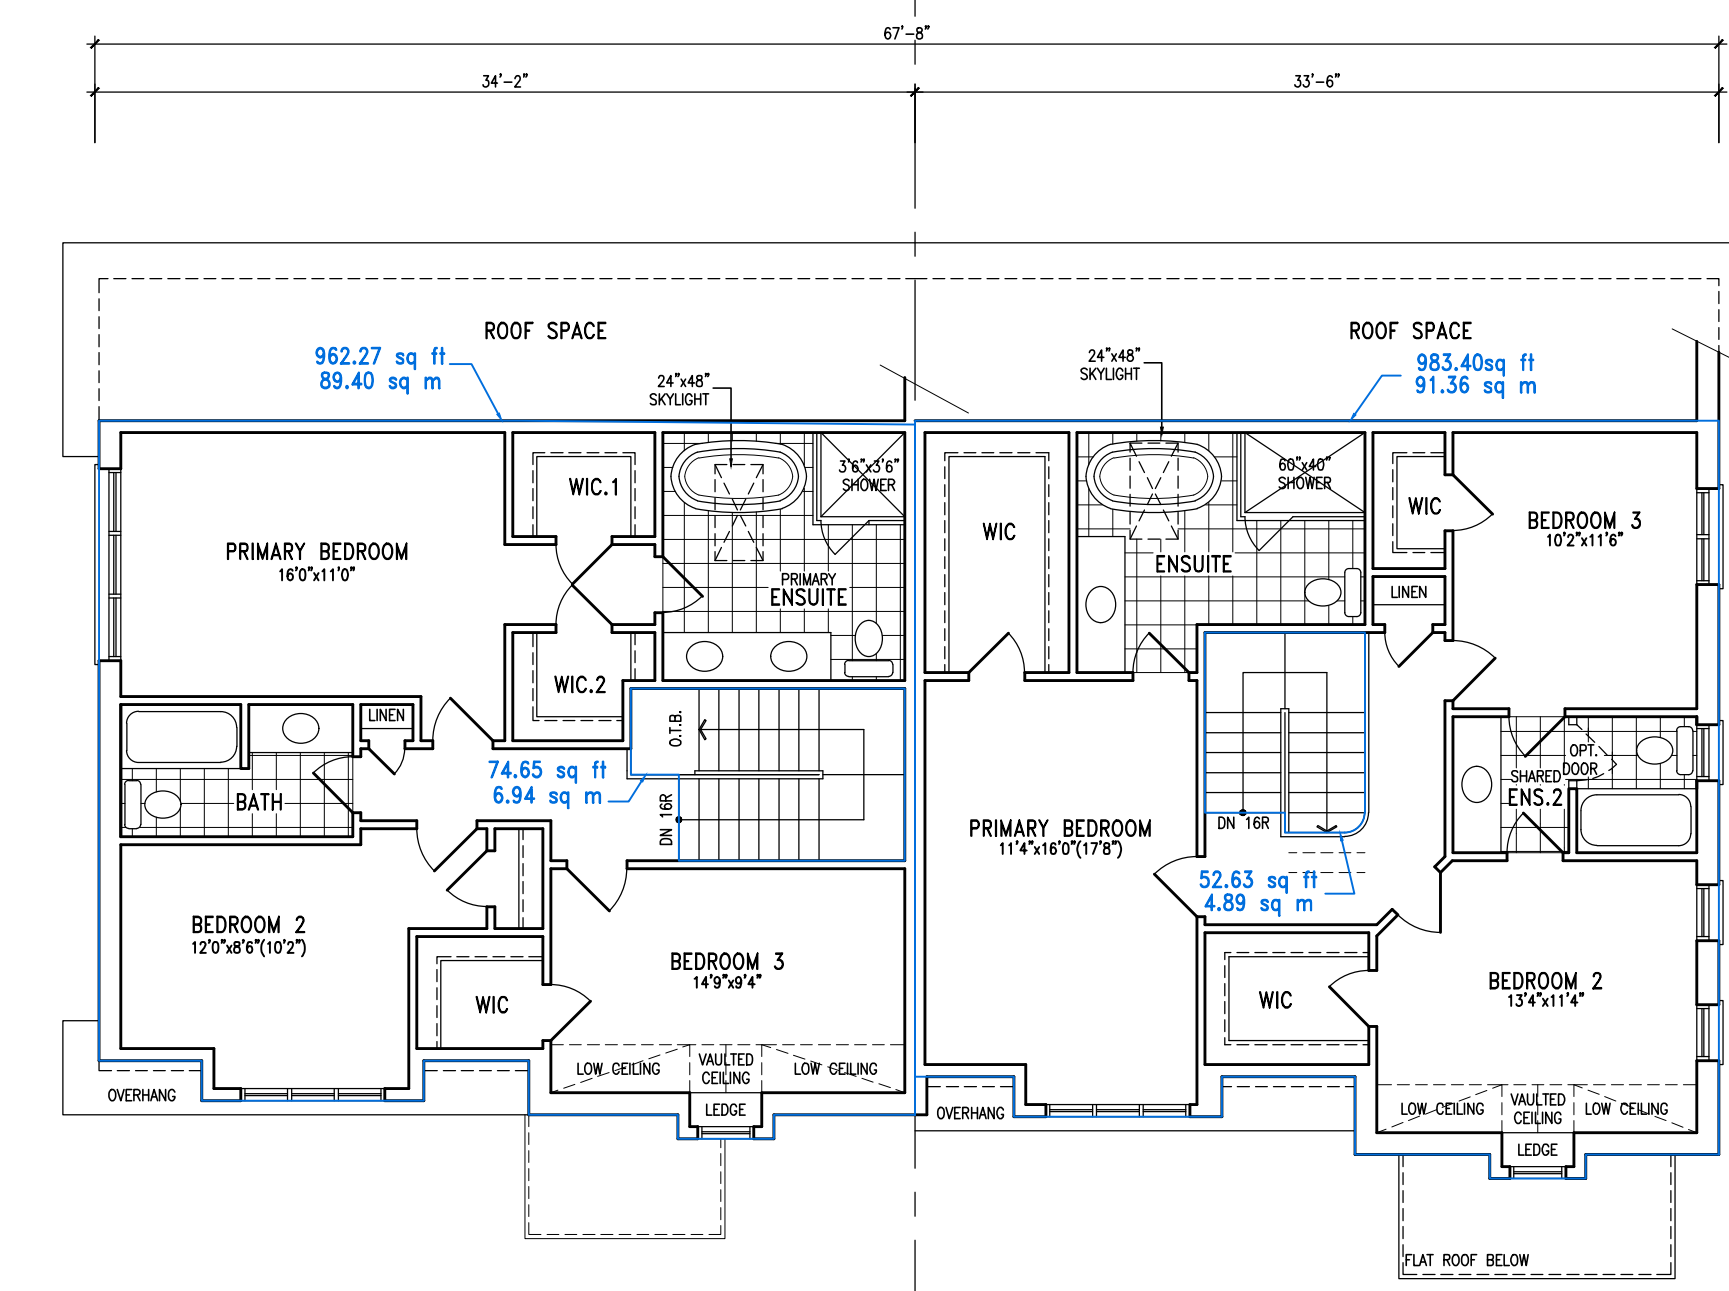 67'-8"
34'-2"
33'-6"
ROOF SPACE
962.27 sq ft
89.40 sq m
24"x48"
SKYLIGHT
24"x48"
SKYLIGHT
ROOF SPACE
983.40sq ft
91.36 sq m
PRIMARY BEDROOM
16'0"x11'0"
WIC.1
3'6"x3'6"
SHOWER
PRIMARY
ENSUITE
WIC.2
LINEN
BATH
O.T.B.
DN 16R
74.65 sq ft
6.94 sq m
BEDROOM 2
12'0"x8'6"(10'2")
WIC
BEDROOM 3
14'9"x9'4"
LOW CEILING
VAULTED
CEILING
LOW CEILING
LEDGE
OVERHANG
WIC
ENSUITE
60"x40"
SHOWER
WIC
LINEN
BEDROOM 3
10'2"x11'6"
OPT.
DOOR
SHARED
ENS.2
DN 16R
PRIMARY BEDROOM
11'4"x16'0"(17'8")
52.63 sq ft
4.89 sq m
WIC
BEDROOM 2
13'4"x11'4"
OVERHANG
LOW CEILING
VAULTED
CEILING
LOW CEILING
LEDGE
FLAT ROOF BELOW